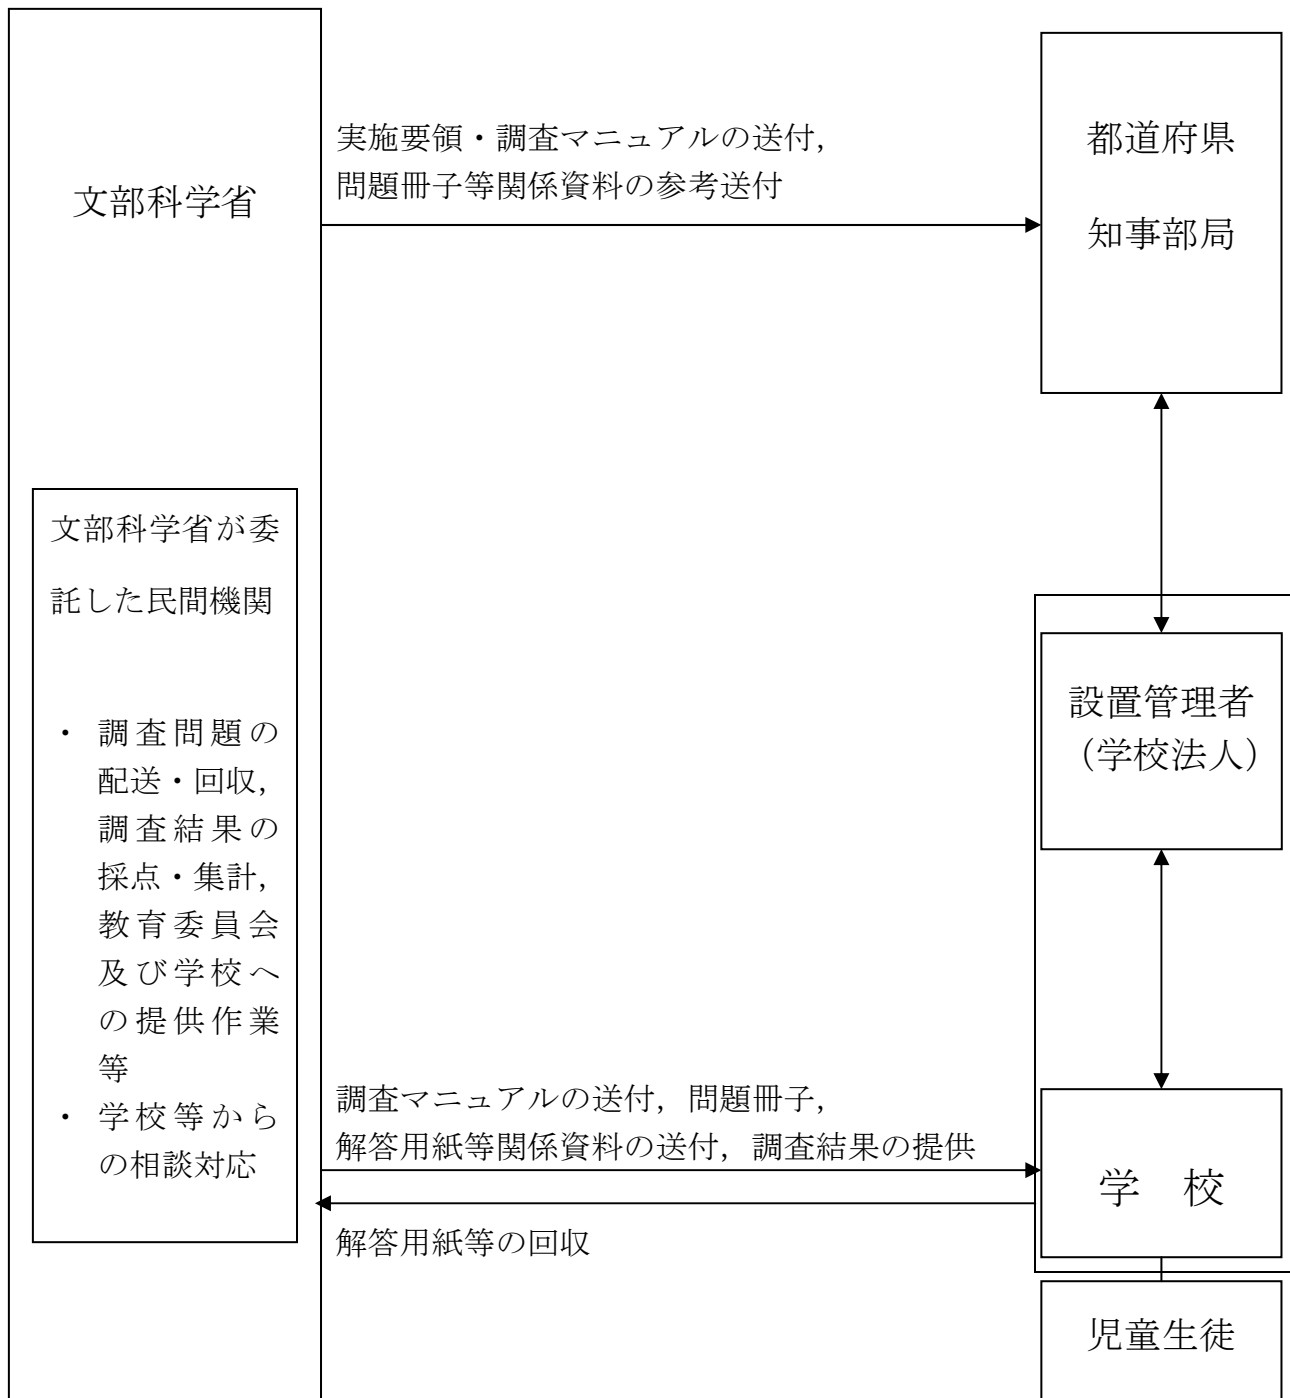 文部科学省
実施要領・調査マニュアルの送付，
問題冊子等関係資料の参考送付
都道府県
知事部局
文部科学省が委
託した民間機関
・ 調査問題の
配送・回収，
調査結果の
採点・集計，
教育委員会
及び学校へ
の提供作業
等
・ 学校等から
の相談対応
設置管理者
（学校法人）
調査マニュアルの送付，問題冊子，
解答用紙等関係資料の送付，調査結果の提供
学　校
解答用紙等の回収
児童生徒